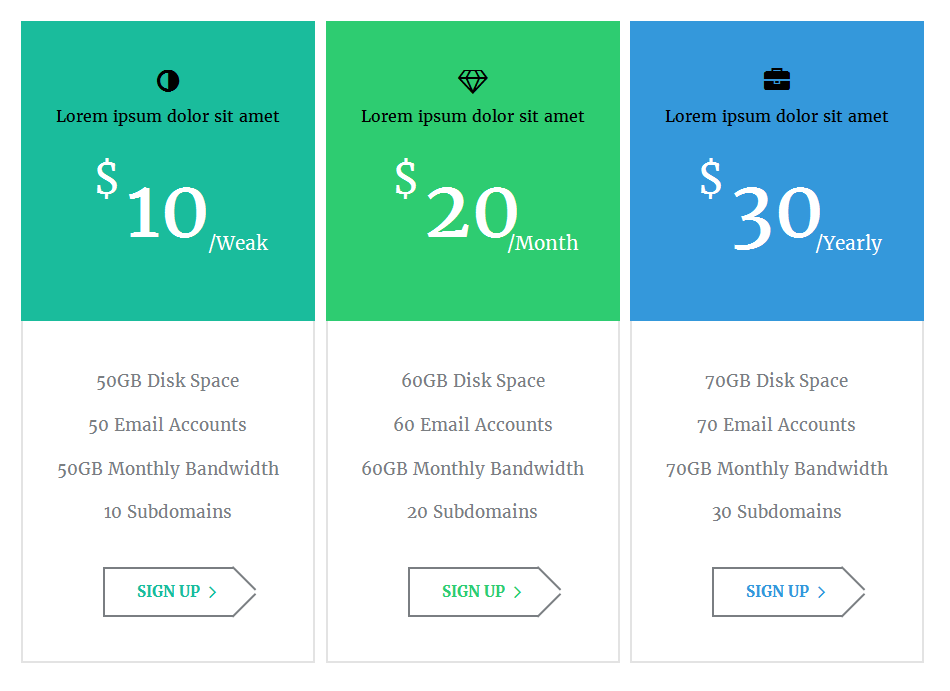 Lorem ipsum dolor sit amet
$10/Weak
50GB Disk Space
50 Email Accounts
50GB Monthly Bandwidth
10 Subdomains
SIGN UP
Lorem ipsum dolor sit amet
$20/Month
60GB Disk Space
60 Email Accounts
60GB Monthly Bandwidth
20 Subdomains
SIGN UP
Lorem ipsum dolor sit amet
$30/Yearly
70GB Disk Space
70 Email Accounts
70GB Monthly Bandwidth
30 Subdomains
SIGN UP